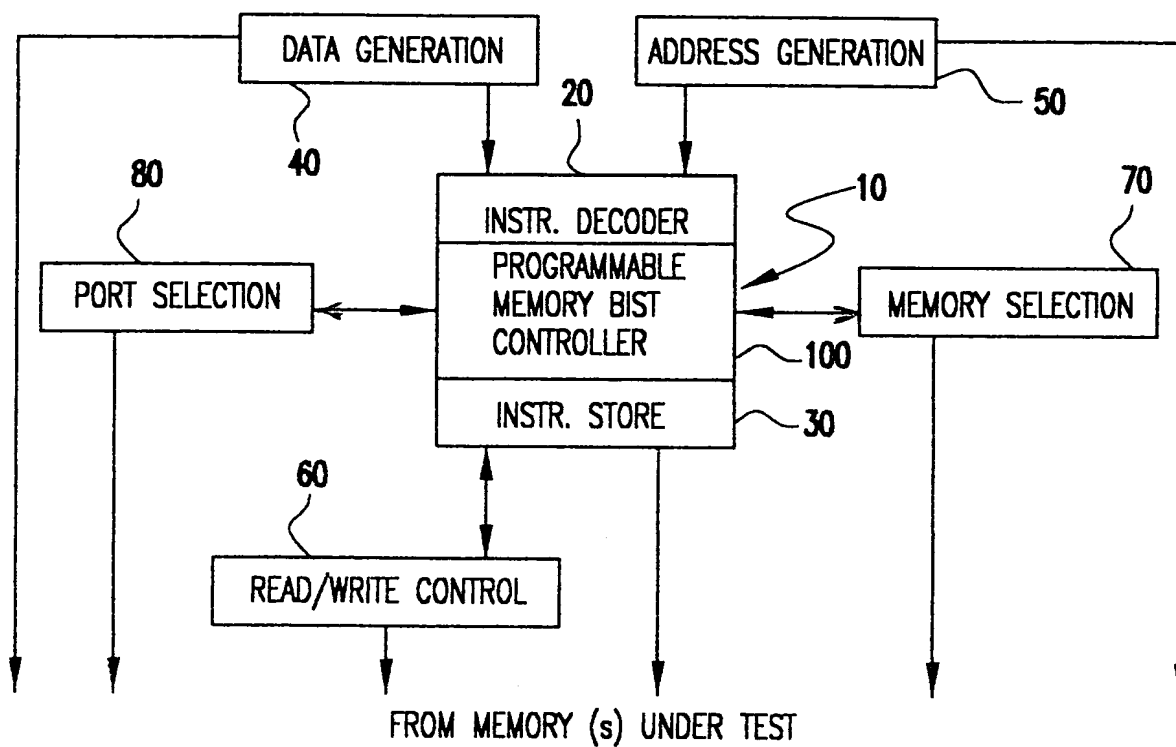 DATA GENERATION
ADDRESS GENERATION
40
20
50
80
10
70
INSTR. DECODER
PROGRAMMABLE
MEMORY BIST
CONTROLLER
PORT SELECTION
MEMORY SELECTION
100
INSTR. STORE
30
60
READ/WRITE CONTROL
FROM MEMORY (s) UNDER TEST